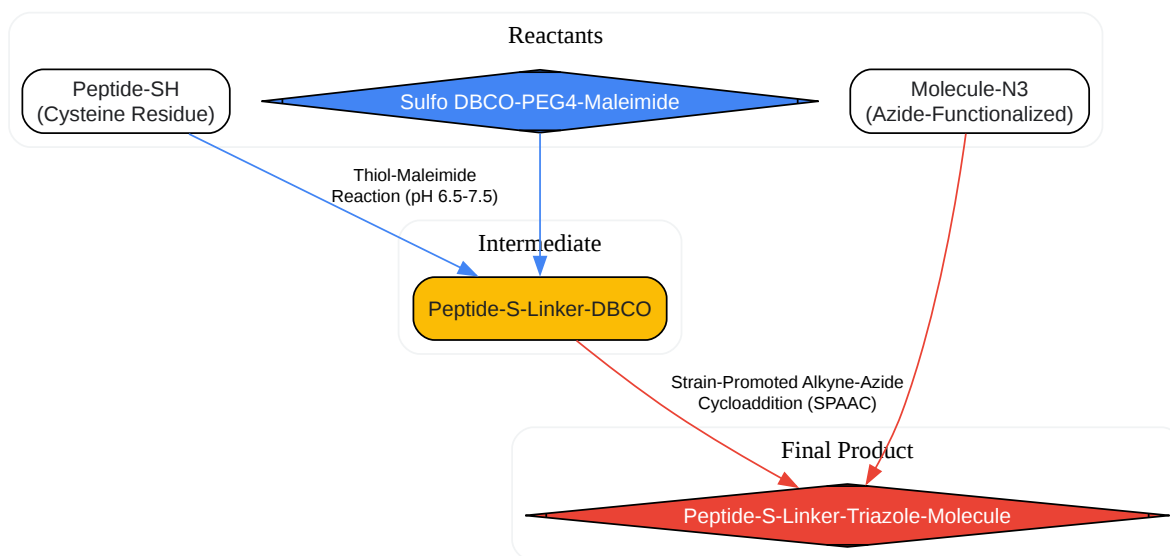 Reactants
Peptide-SH
(Cysteine Residue)
Sulfo DBCO-PEG4-Maleimide
Molecule-N3
(Azide-Functionalized)
Thiol-Maleimide
Reaction (pH 6.5-7.5)
Intermediate
Peptide-S-Linker-DBCO
Strain-Promoted Alkyne-Azide
Cycloaddition (SPAAC)
Final Product
Peptide-S-Linker-Triazole-Molecule